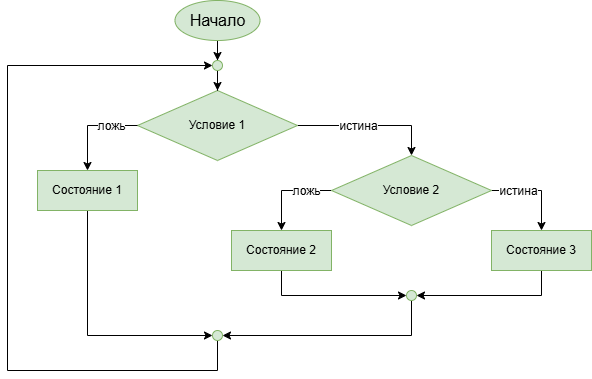 Начало
ложь
Условие 1
истина
Состояние 1
ложь
Условие 2
истина
Состояние 2
Состояние 3